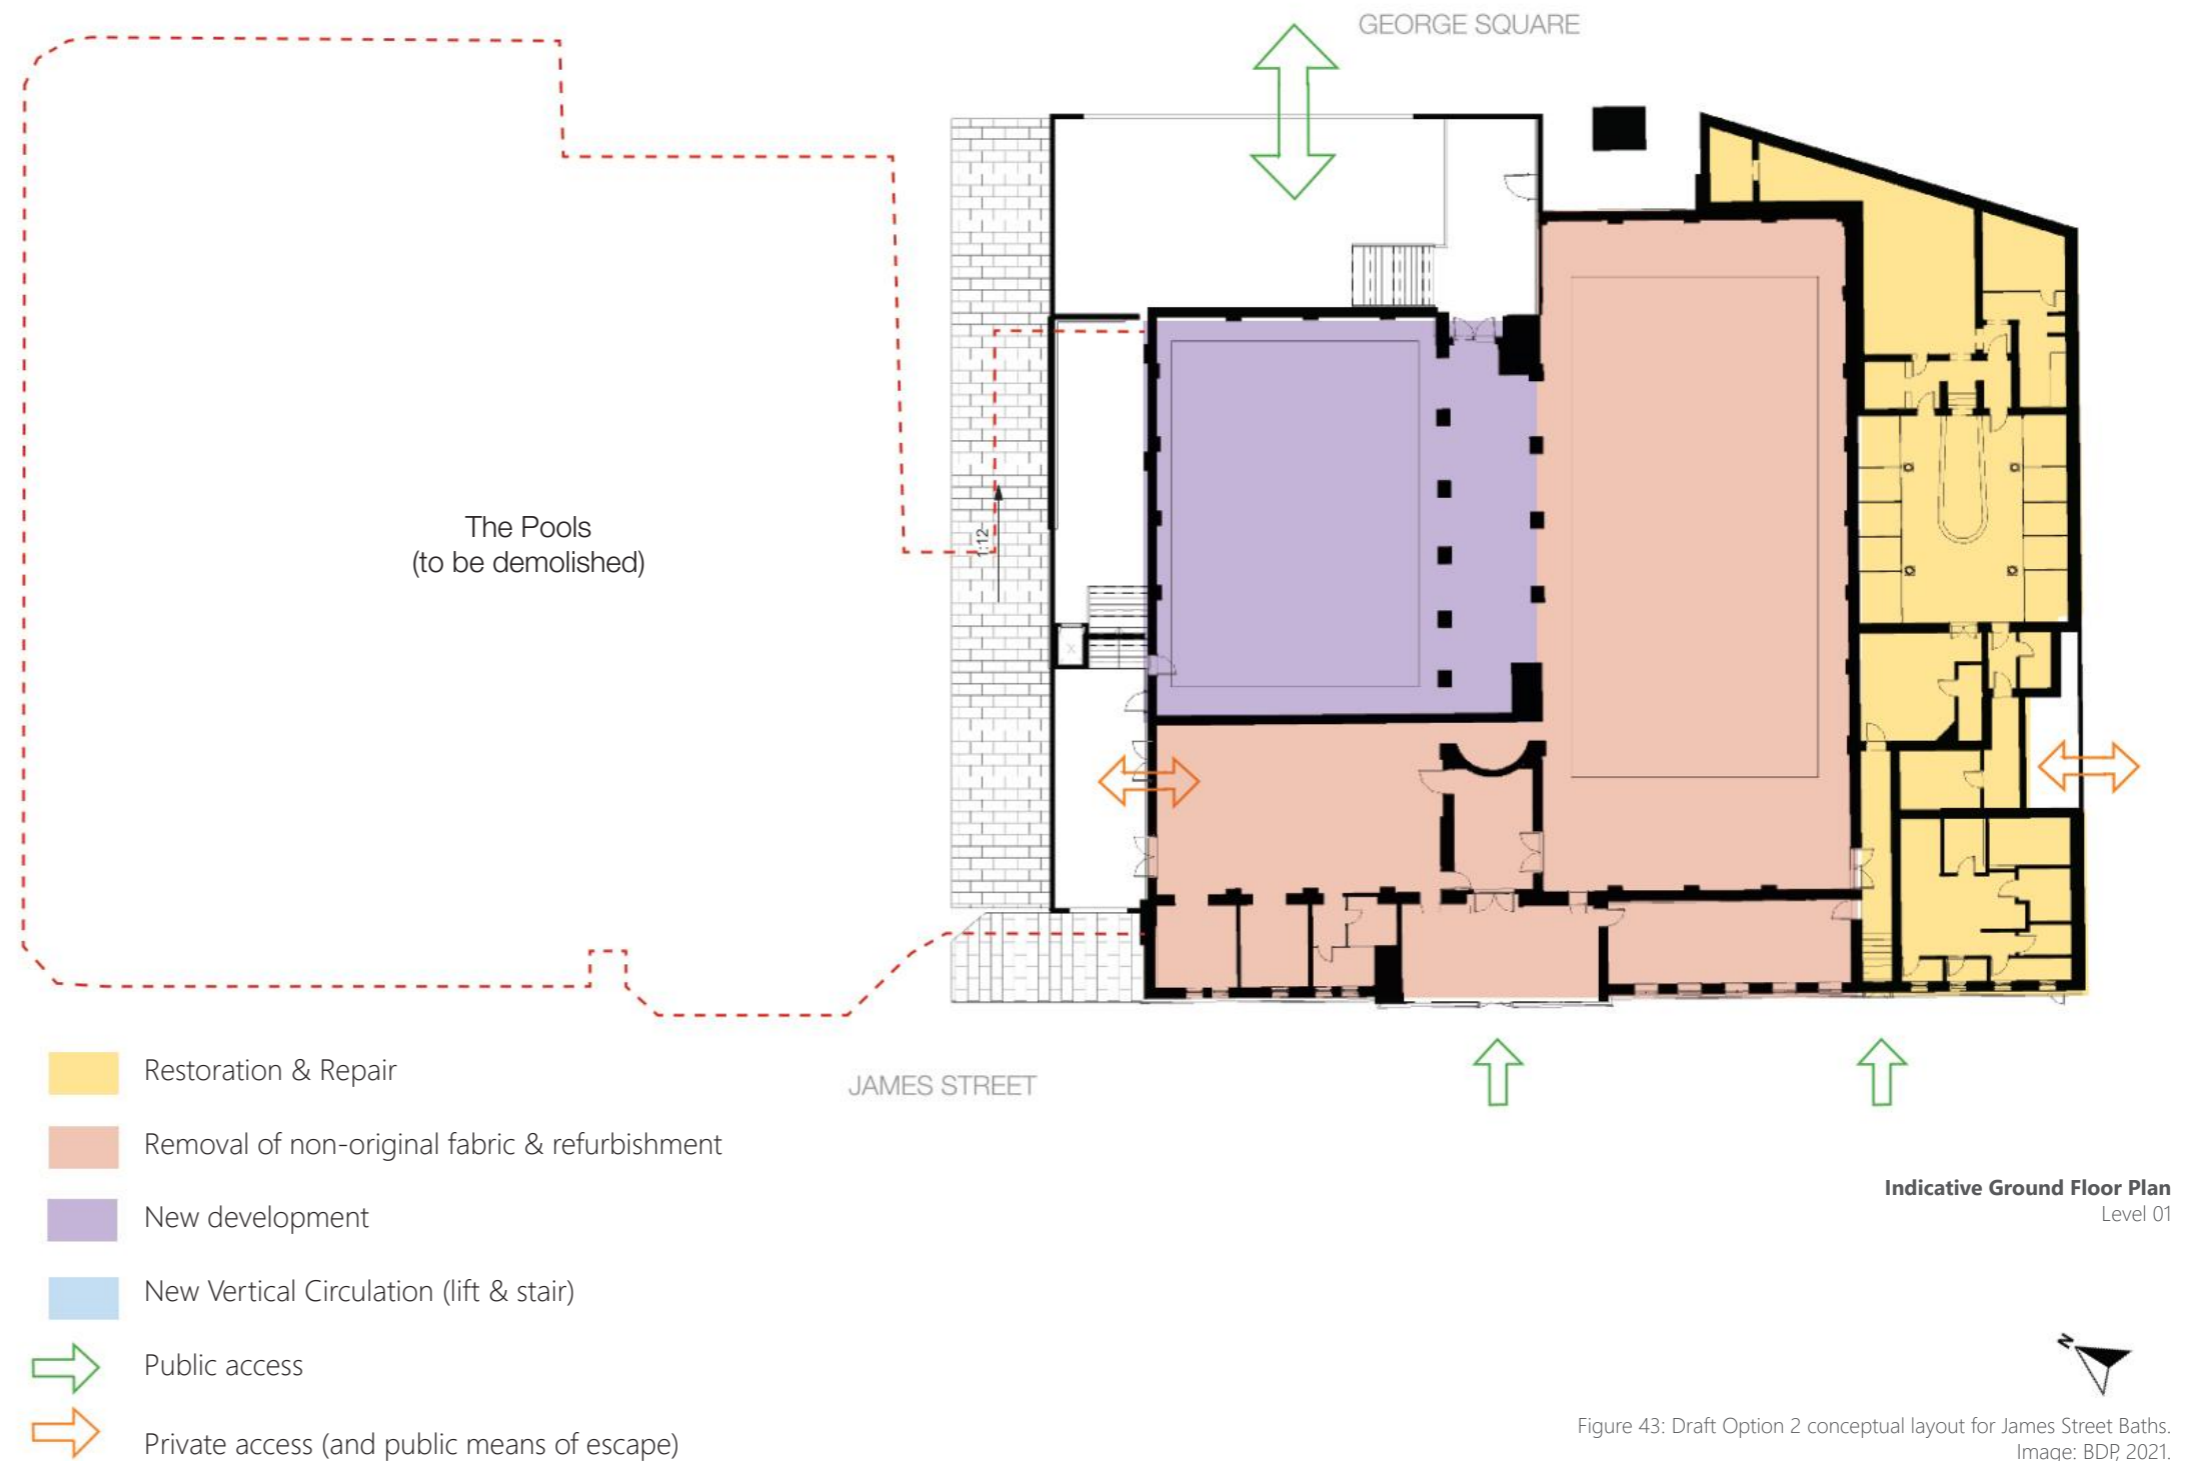 GEORGE SQUARE
The Pools
(to be demolished)
1:12
X
JAMES STREET
Restoration & Repair
Removal of non-original fabric & refurbishment
New development
New Vertical Circulation (lift & stair)
Public access
Private access (and public means of escape)
Indicative Ground Floor Plan
Level 01
N
Figure 43: Draft Option 2 conceptual layout for James Street Baths.
Image: BDP, 2021.